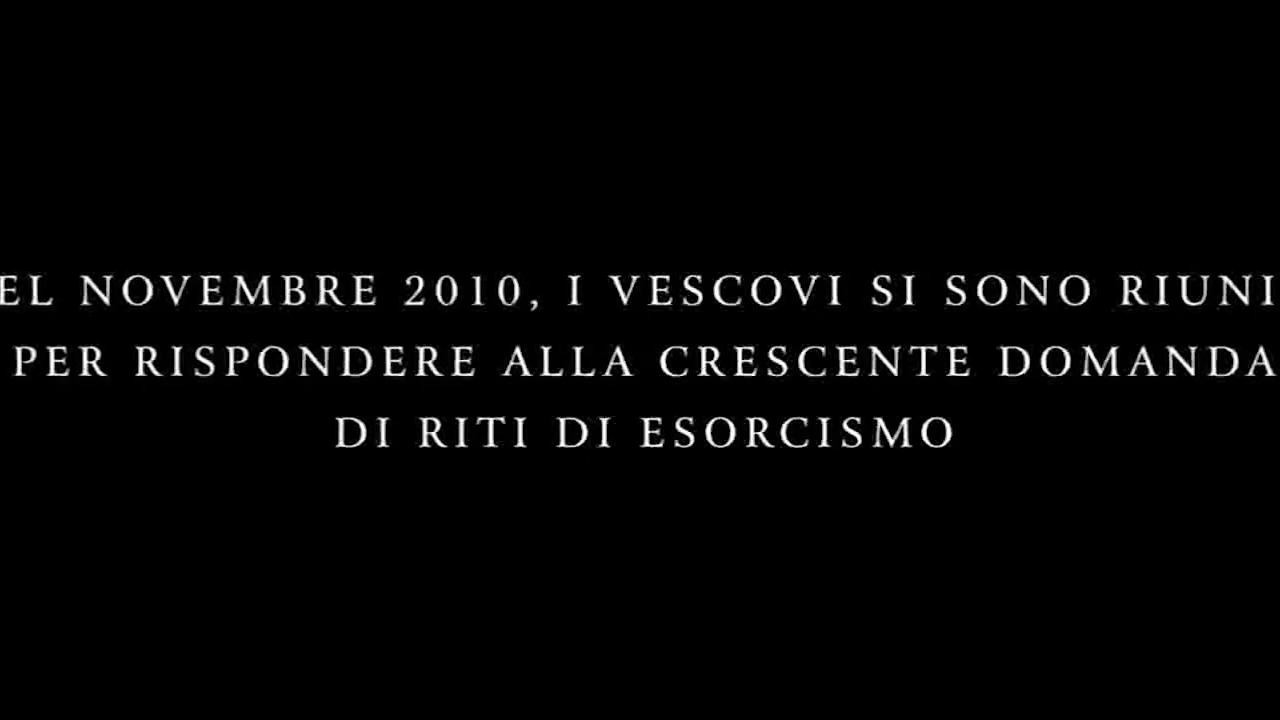 EL NOVEMBRE 2010, I VESCOVI SI SONO RIUNI
PER RISPONDERE ALLA CRESCENTE DOMANDA
DI RITI DI ESORCISMO